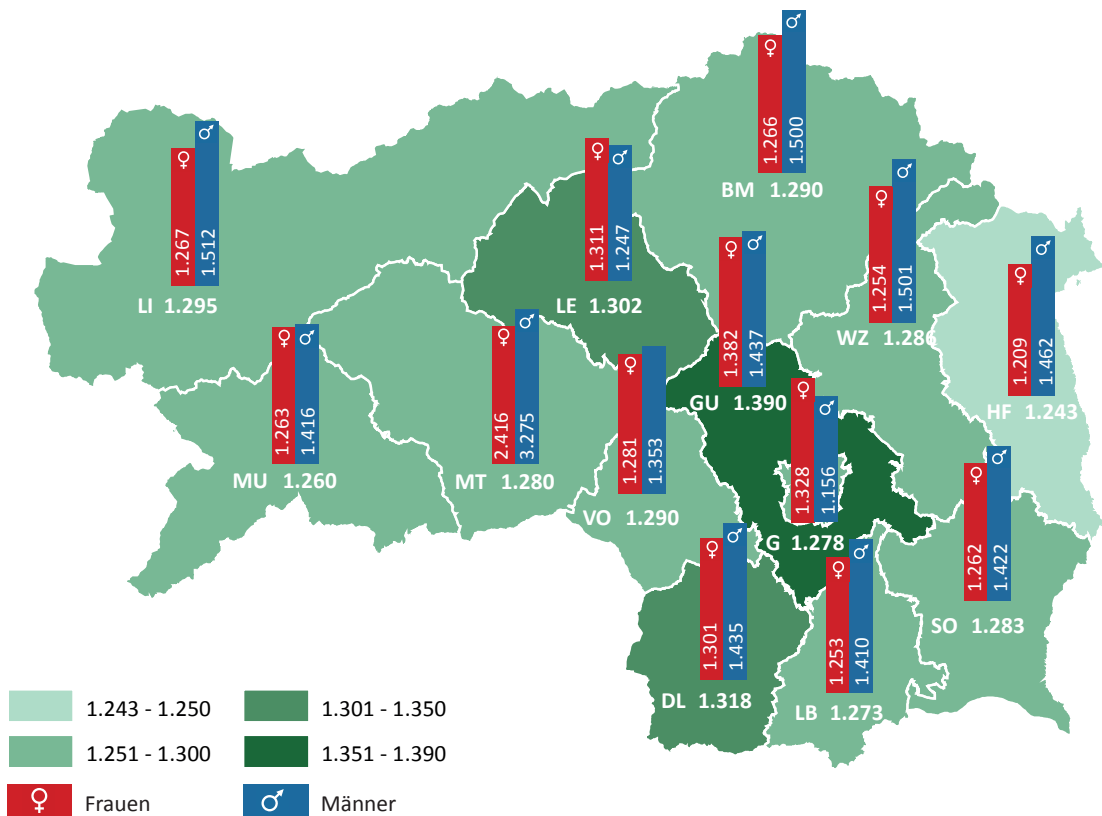 ♀ ♂
1.266 1.500
BM 1.290
♀ ♂
1.267 1.512
LI 1.295
♀ ♂
1.311 1.247
LE 1.302
♀ ♂
1.254 1.501
WZ 1.286
♀ ♂
1.382 1.437
GU 1.390
♀ ♂
1.209 1.462
HF 1.243
♀ ♂
1.263 1.416
MU 1.260
♀ ♂
2.416 3.275
MT 1.280
♀
1.281 1.353
VO 1.290
♀ ♂
1.328 1.156
G 1.278
♀ ♂
1.262 1.422
SO 1.283
♀ ♂
1.301 1.435
DL 1.318
♀ ♂
1.253 1.410
LB 1.273
1.243 - 1.250 1.301 - 1.350
1.251 - 1.300 1.351 - 1.390
♀ Frauen ♂ Männer